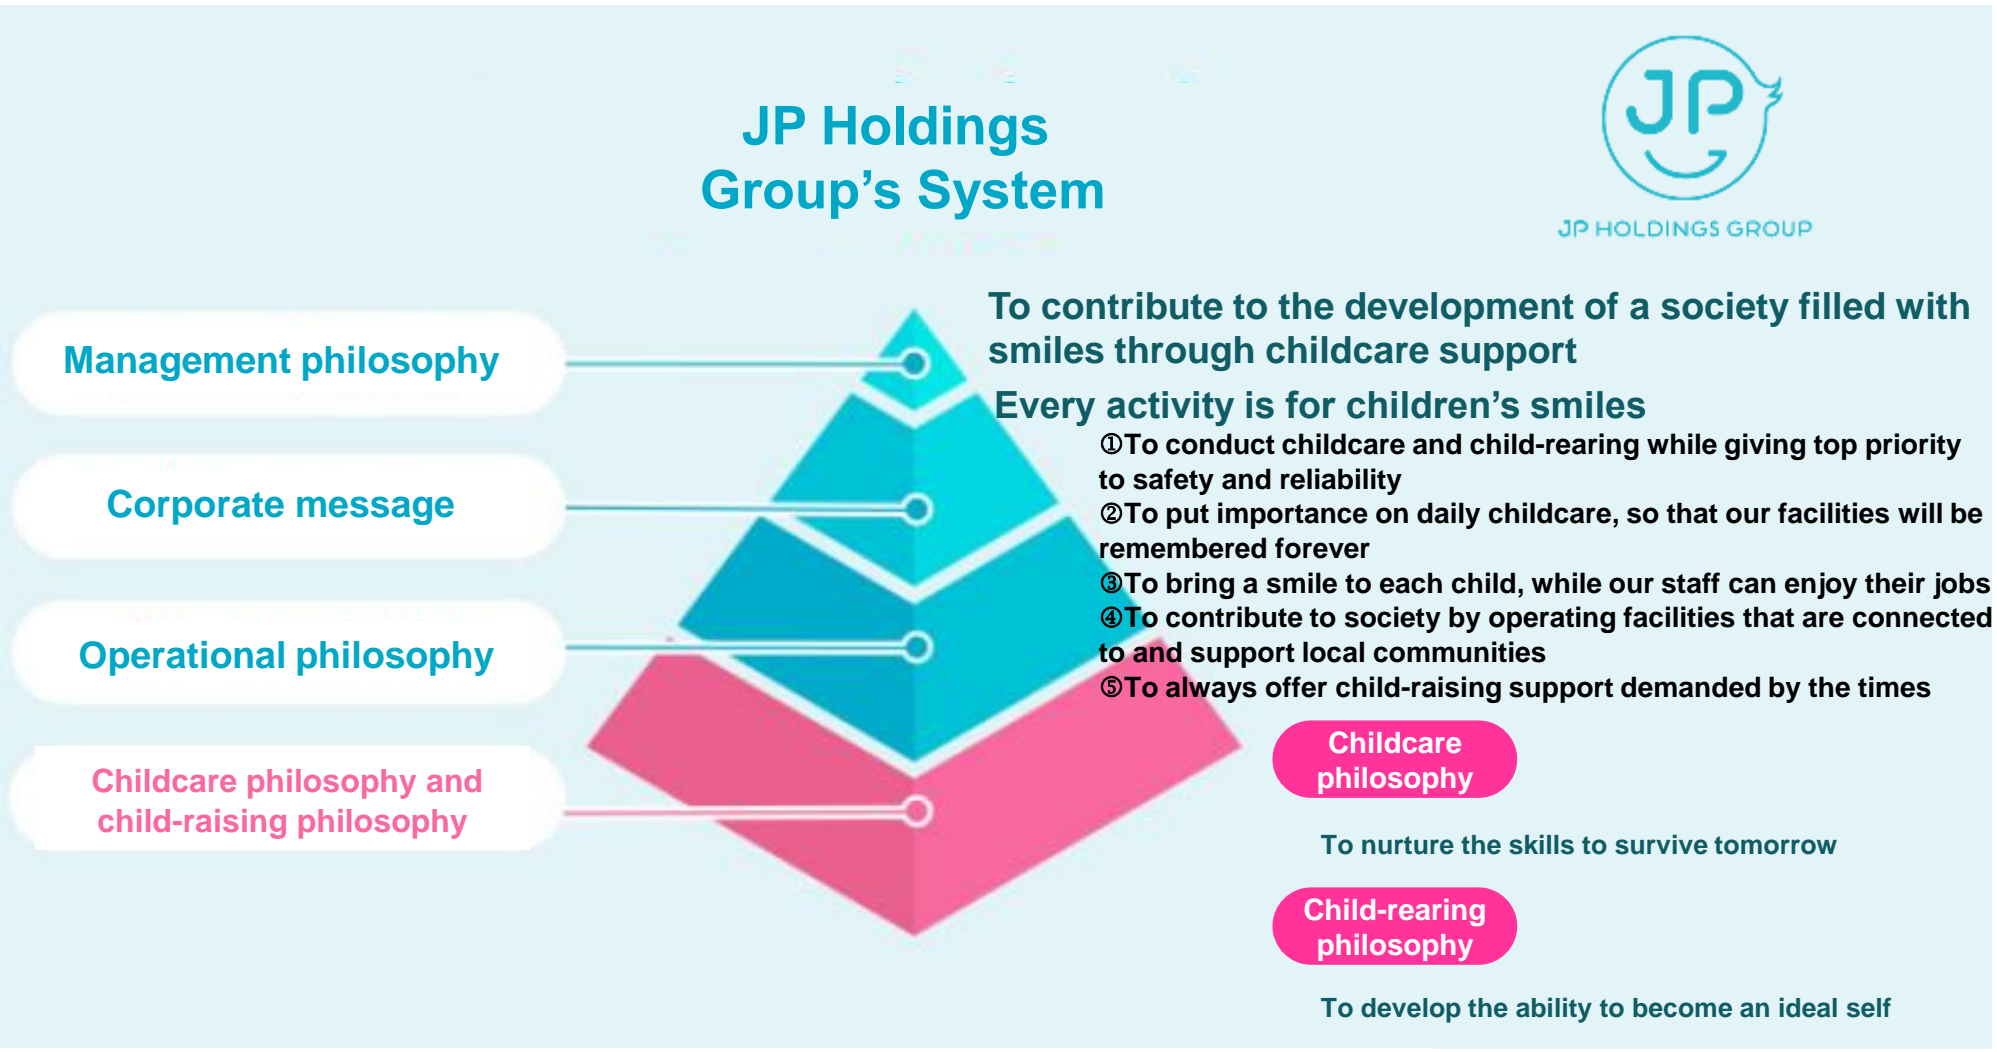 JP Holdings
Group’s System
JP
JP HOLDINGS GROUP
Management philosophy
To contribute to the development of a society filled with
smiles through childcare support
Corporate message
Every activity is for children’s smiles
Operational philosophy
①To conduct childcare and child-rearing while giving top priority
to safety and reliability
②To put importance on daily childcare, so that our facilities will be
remembered forever
③To bring a smile to each child, while our staff can enjoy their jobs
④To contribute to society by operating facilities that are connected
to and support local communities
⑤To always offer child-raising support demanded by the times
Childcare philosophy and
child-raising philosophy
Childcare
philosophy
To nurture the skills to survive tomorrow
Child-rearing
philosophy
To develop the ability to become an ideal self